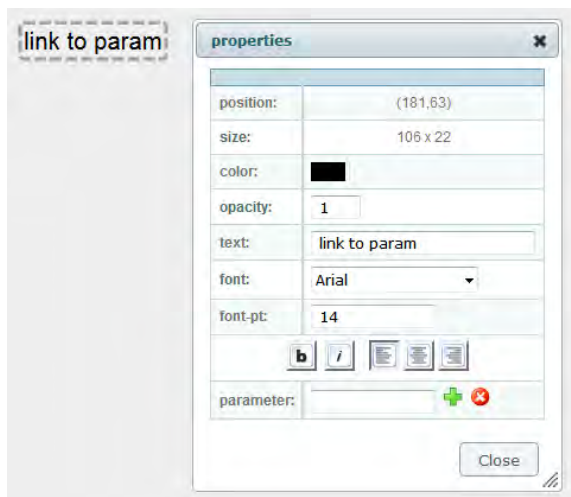 link to param
properties
position: (181,63)
size: 106 x 22
color:
opacity: 1
text: link to param
font: Arial
font-pt: 14
b i
parameter:
Close